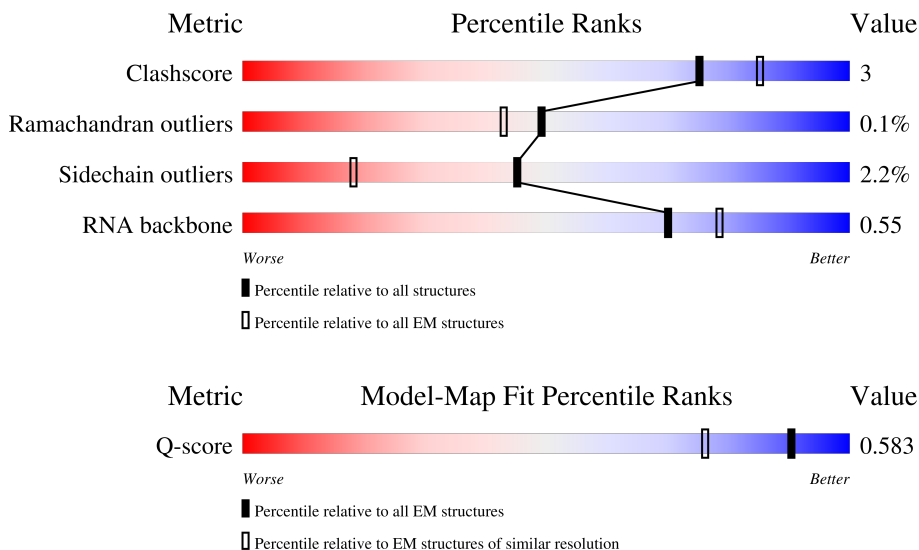 Metric Percentile Ranks Value
Clashscore 3
Ramachandran outliers 0.1%
Sidechain outliers 2.2%
RNA backbone 0.55
Worse Better
Percentile relative to all structures
Percentile relative to all EM structures
Metric Model-Map Fit Percentile Ranks Value
Q-score 0.583
Worse Better
Percentile relative to all EM structures
Percentile relative to EM structures of similar resolution